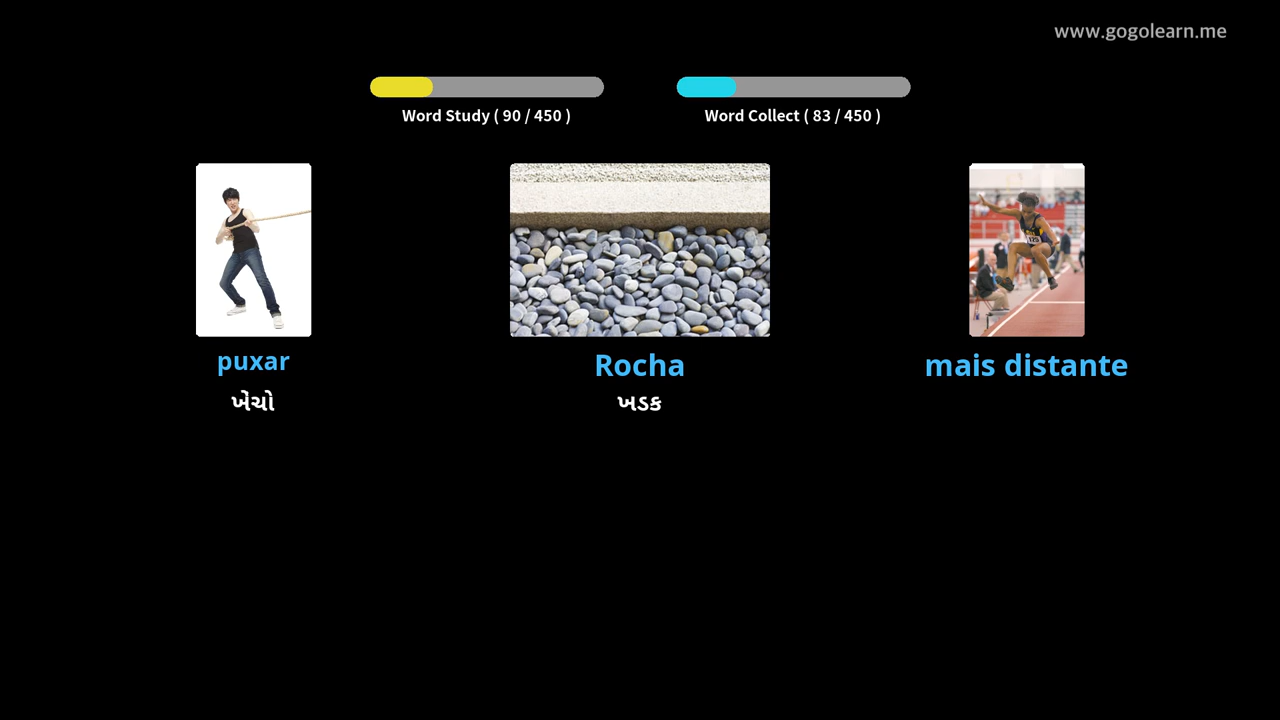 www.gogolearn.me
Word Study ( 90 / 450 )
Word Collect ( 83 / 450 )
puxar
Rocha
mais distante
ખેચો
ખડક